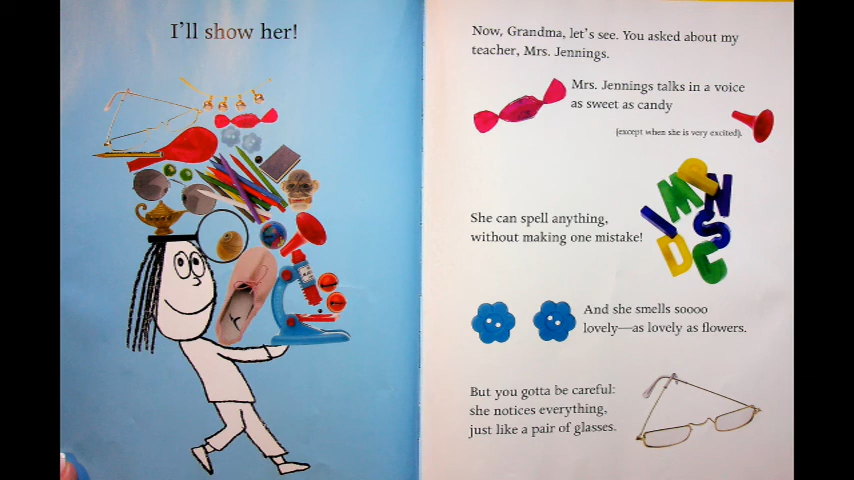 I'll show her!
Now, Grandma, let's see. You asked about my
teacher, Mrs. Jennings.
Mrs. Jennings talks in a voice
as sweet as candy
(except when she is very excited).
She can spell anything,
without making one mistake!
M
P
N
I
S
D
C
And she smells soooo
lovely—as lovely as flowers.
But you gotta be careful:
she notices everything,
just like a pair of glasses.